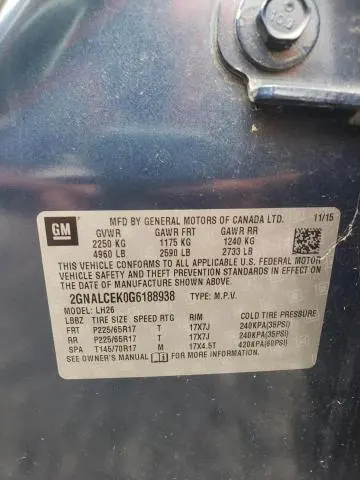 GM
MFD BY GENERAL MOTORS OF CANADA LTD. 11/15
GVWR GAWR FRT GAWR RR
2250 KG 1175 KG 1240 KG
4960 LB 2590 LB 2733 LB
THIS VEHICLE CONFORMS TO ALL APPLICABLE U.S. FEDERAL MOTOR
VEHICLE SAFETY AND THEFT PREVENTION STANDARDS IN EFFECT ON
THE DATE OF MANUFACTURE SHOWN ABOVE.
2GNALCEK0G6188938 TYPE: M.P.V.
MODEL: LH26
LBBZ TIRE SIZE SPEED RTG RIM COLD TIRE PRESSURE
FRT P225/65R17 T 17X7J 240KPA(35PSI)
RR P225/65R17 T 17X7J 240KPA(35PSI)
SPA T145/70R17 M 17X4.5T 420KPA(60PSI)
SEE OWNER'S MANUAL FOR MORE INFORMATION.